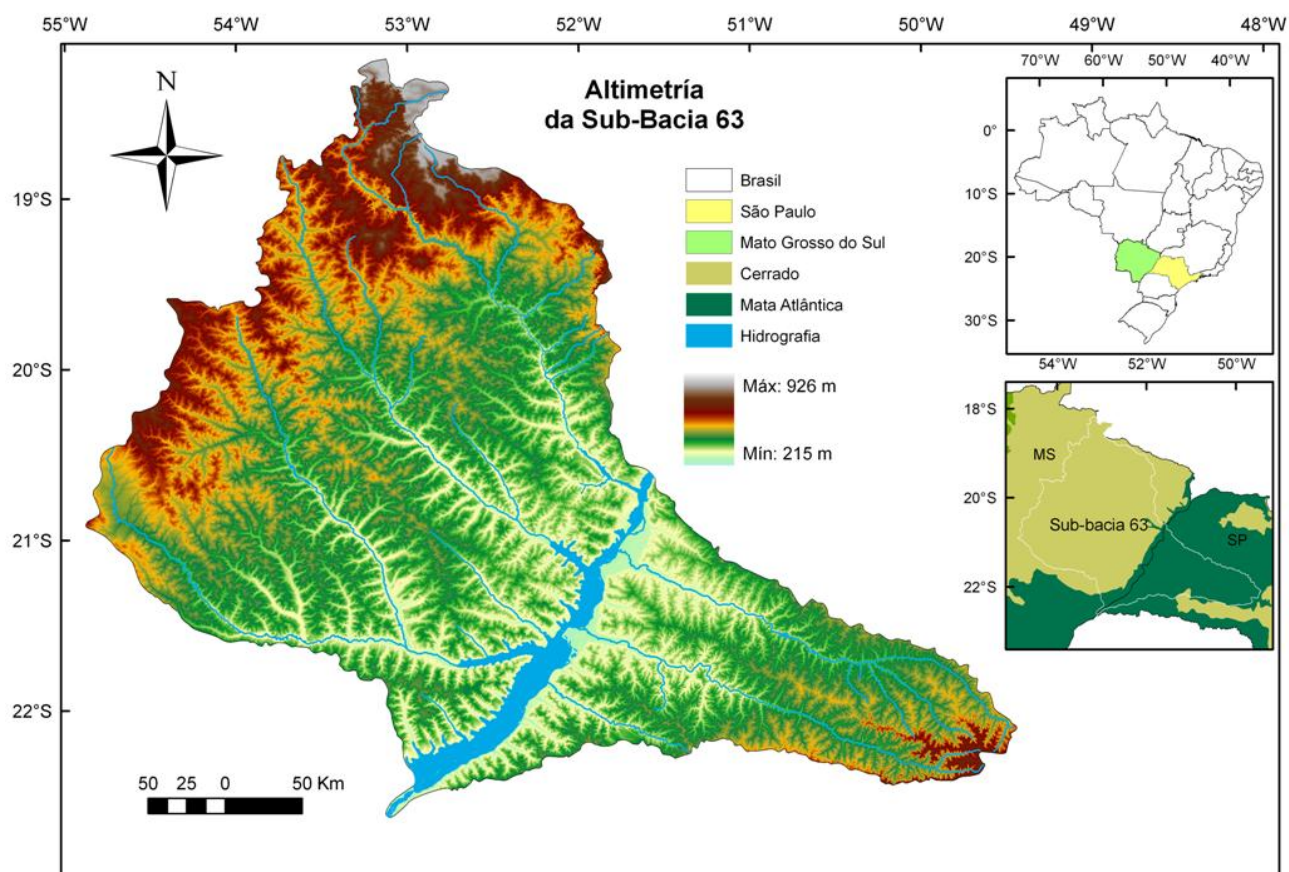 55°W 54°W 53°W 52°W 51°W 50°W 49°W 48°W
N
Altimetría
da Sub-Bacia 63
Brasil
São Paulo
Mato Grosso do Sul
Cerrado
Mata Atlântica
Hidrografia
Máx: 926 m
Mín: 215 m
19°S
20°S
21°S
22°S
50 25 0 50 Km
70°W 60°W 50°W 40°W
0°
10°S
20°S
30°S
54°W 52°W 50°W
18°S
20°S
22°S
MS
Sub-bacia 63
SP